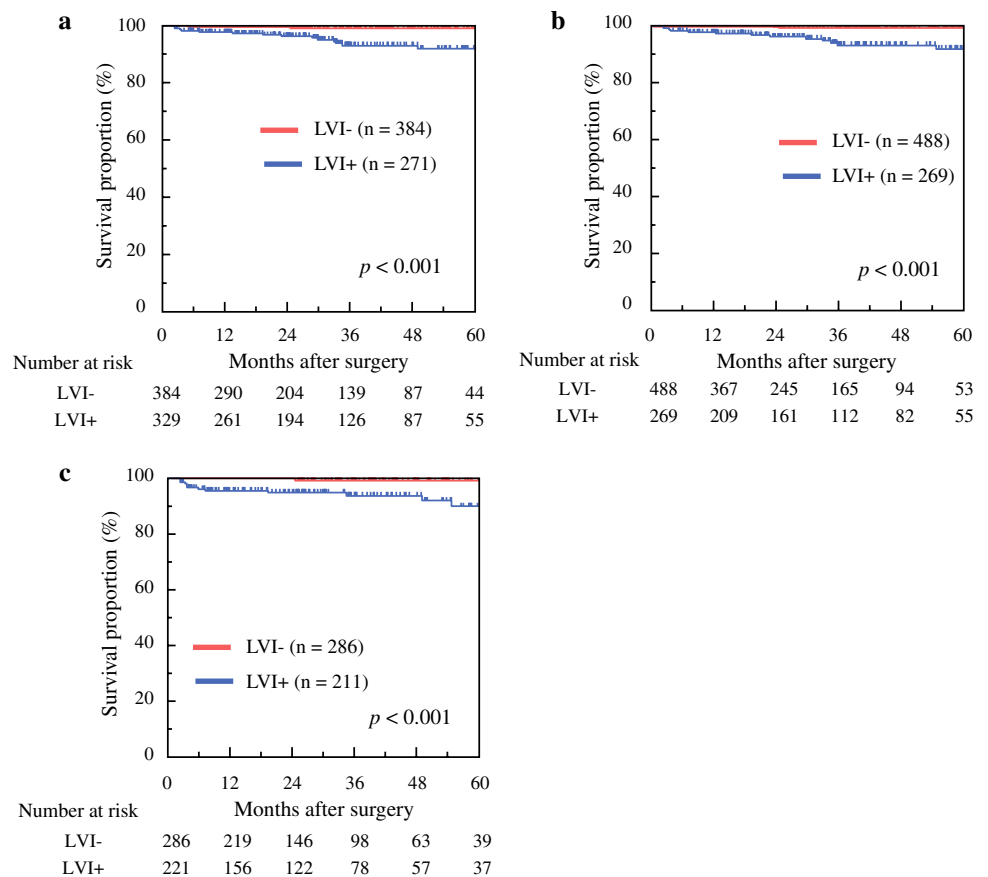 a
Survival proportion (%)
100
80
60
40
20
0
LVI- (n = 384)
LVI+ (n = 271)
p < 0.001
0 12 24 36 48 60
Number at risk
Months after surgery
LVI- 384 290 204 139 87 44
LVI+ 329 261 194 126 87 55
b
Survival proportion (%)
100
80
60
40
20
0
LVI- (n = 488)
LVI+ (n = 269)
p < 0.001
0 12 24 36 48 60
Number at risk
Months after surgery
LVI- 488 367 245 165 94 53
LVI+ 269 209 161 112 82 55
c
Survival proportion (%)
100
80
60
40
20
0
LVI- (n = 286)
LVI+ (n = 211)
p < 0.001
0 12 24 36 48 60
Number at risk
Months after surgery
LVI- 286 219 146 98 63 39
LVI+ 221 156 122 78 57 37